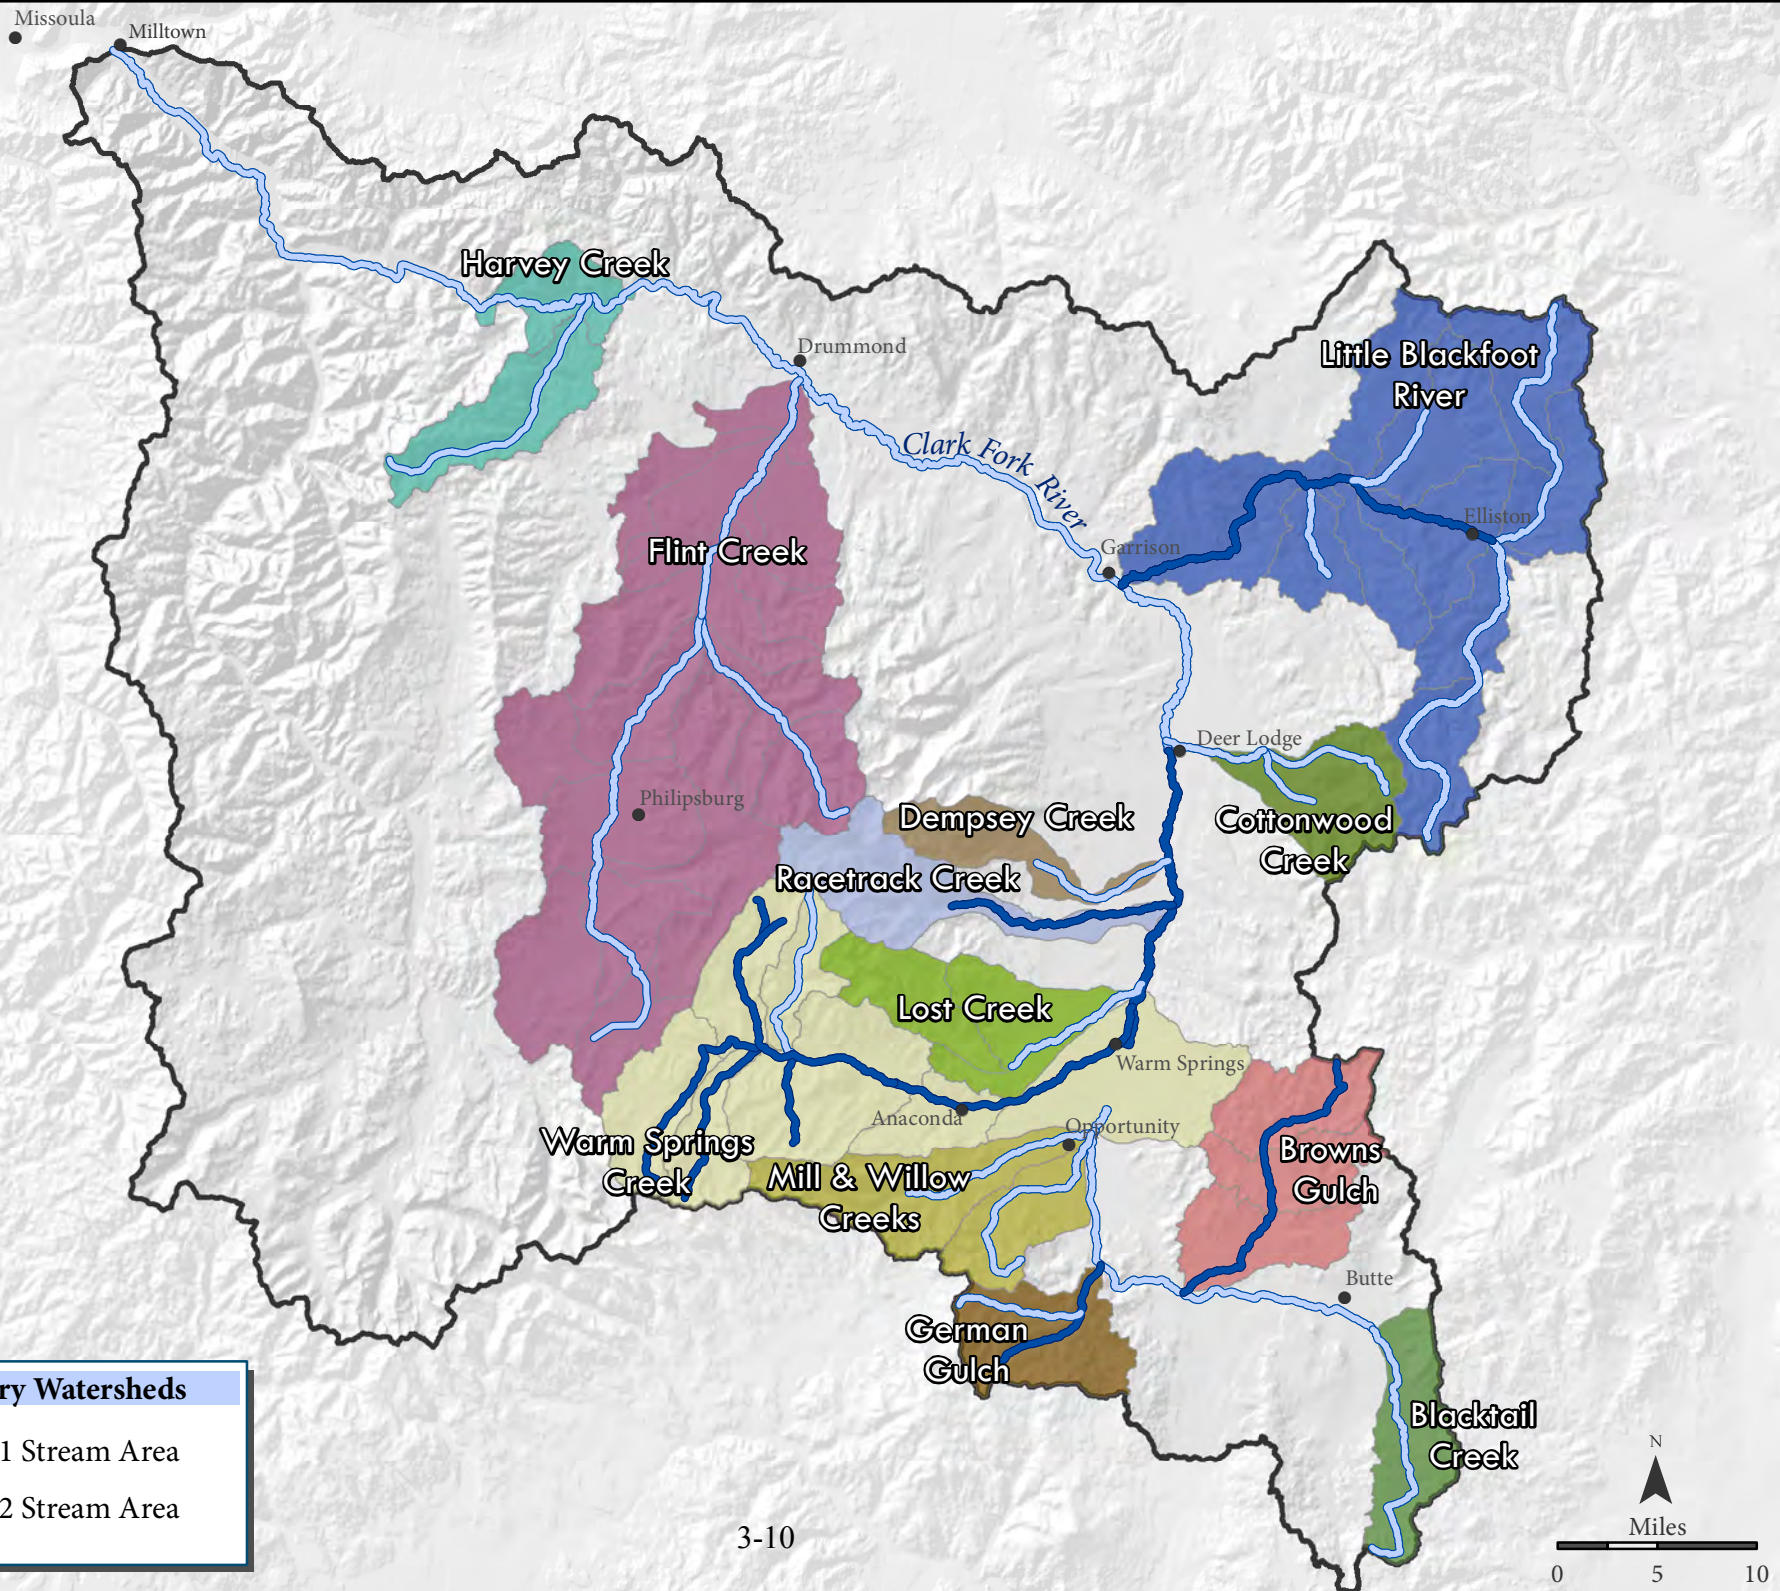 Missoula
Milltown
Harvey Creek
Drummond
Little Blackfoot
River
Clark Fork River
Elliston
Garrison
Flint Creek
Deer Lodge
Philipsburg
Dempsey Creek
Cottonwood
Creek
Racetrack Creek
Lost Creek
Warm Springs
Anaconda
Opportunity
Warm Springs
Creek
Mill & Willow
Creeks
Browns
Gulch
Butte
German
Gulch
Blacktail
Creek
ry Watersheds
1 Stream Area
2 Stream Area
3-10
N
Miles
0 5 10